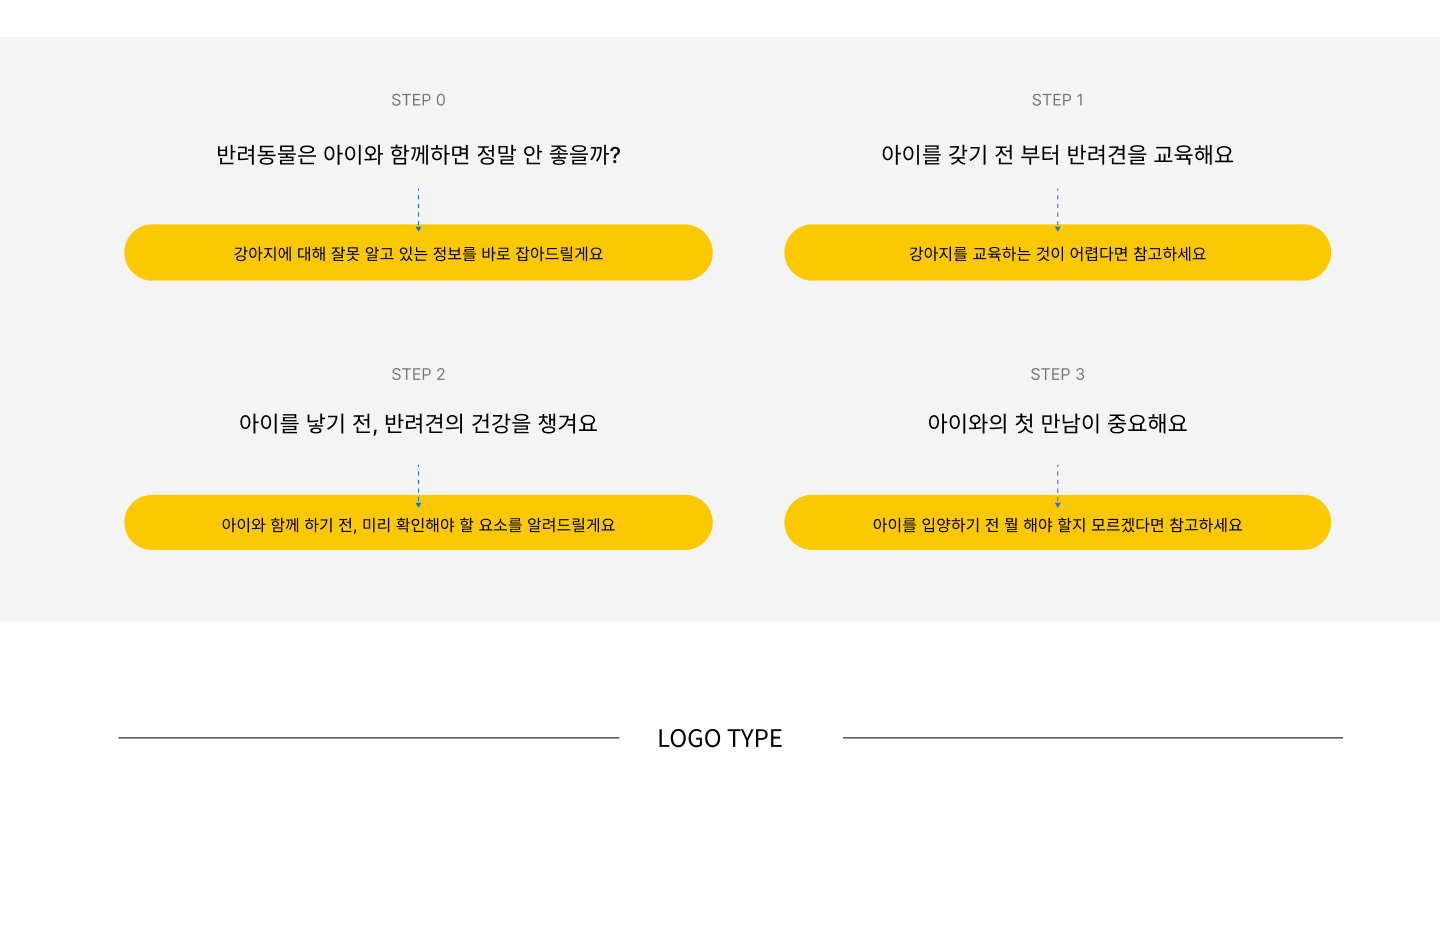 STEP 0
반려동물은 아이와 함께하면 정말 안 좋을까?
강아지에 대해 잘못 알고 있는 정보를 바로 잡아드릴게요
STEP 1
아이를 갖기 전 부터 반려견을 교육해요
강아지를 교육하는 것이 어렵다면 참고하세요
STEP 2
아이를 낳기 전, 반려견의 건강을 챙겨요
아이와 함께 하기 전, 미리 확인해야 할 요소를 알려드릴게요
STEP 3
아이와의 첫 만남이 중요해요
아이를 입양하기 전 뭘 해야 할지 모르겠다면 참고하세요
LOGO TYPE